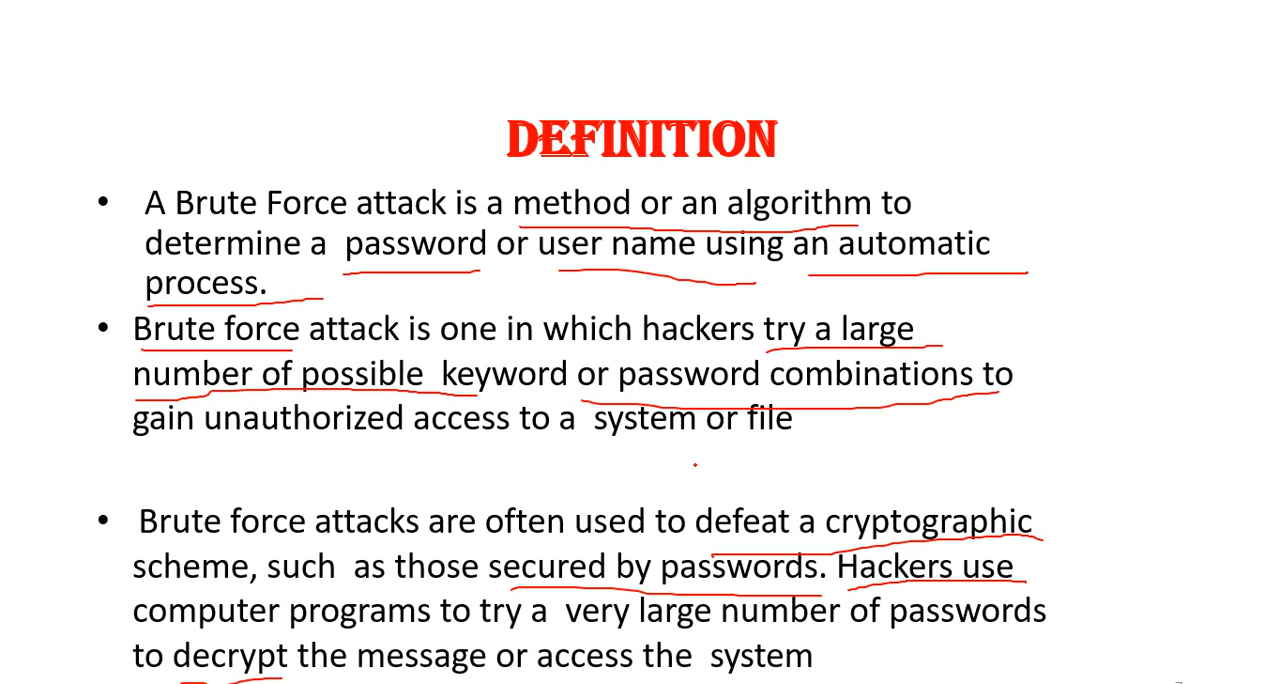 DEFINITION
• A Brute Force attack is a method or an algorithm to
determine a password or user name using an automatic
process.
• Brute force attack is one in which hackers try a large
number of possible keyword or password combinations to
gain unauthorized access to a system or file
• Brute force attacks are often used to defeat a cryptographic
scheme, such as those secured by passwords. Hackers use
computer programs to try a very large number of passwords
to decrypt the message or access the system